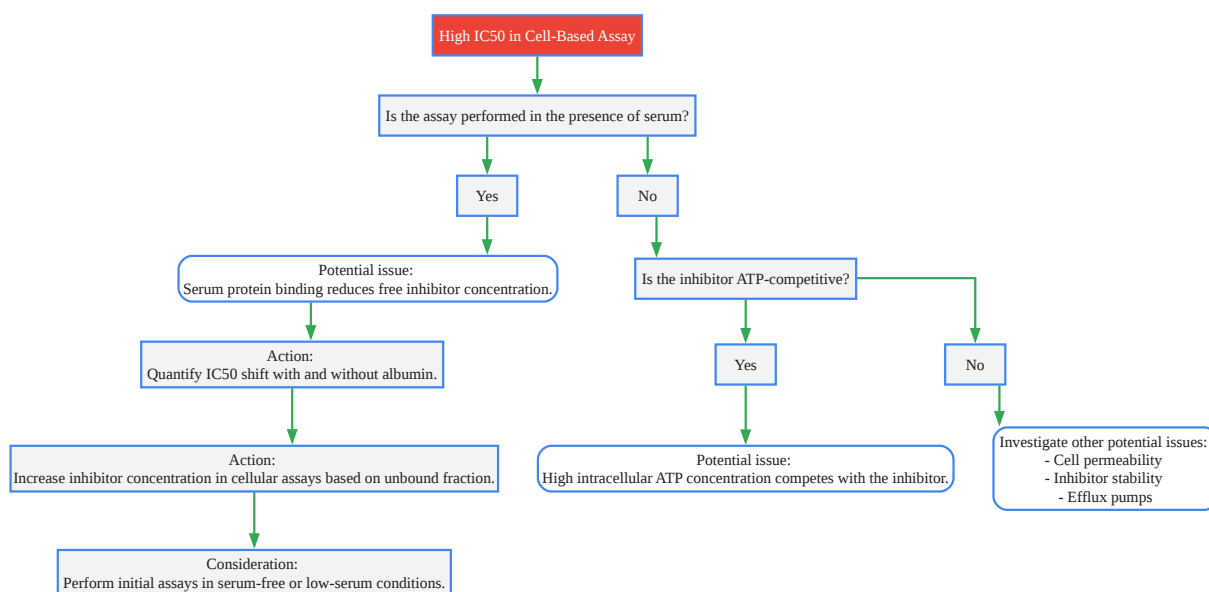 High IC50 in Cell-Based Assay
Is the assay performed in the presence of serum?
Yes
No
Potential issue:
Serum protein binding reduces free inhibitor concentration.
Is the inhibitor ATP-competitive?
Action:
Quantify IC50 shift with and without albumin.
Yes
No
Action:
Increase inhibitor concentration in cellular assays based on unbound fraction.
Potential issue:
High intracellular ATP concentration competes with the inhibitor.
Investigate other potential issues:
- Cell permeability
- Inhibitor stability
- Efflux pumps
Consideration:
Perform initial assays in serum-free or low-serum conditions.